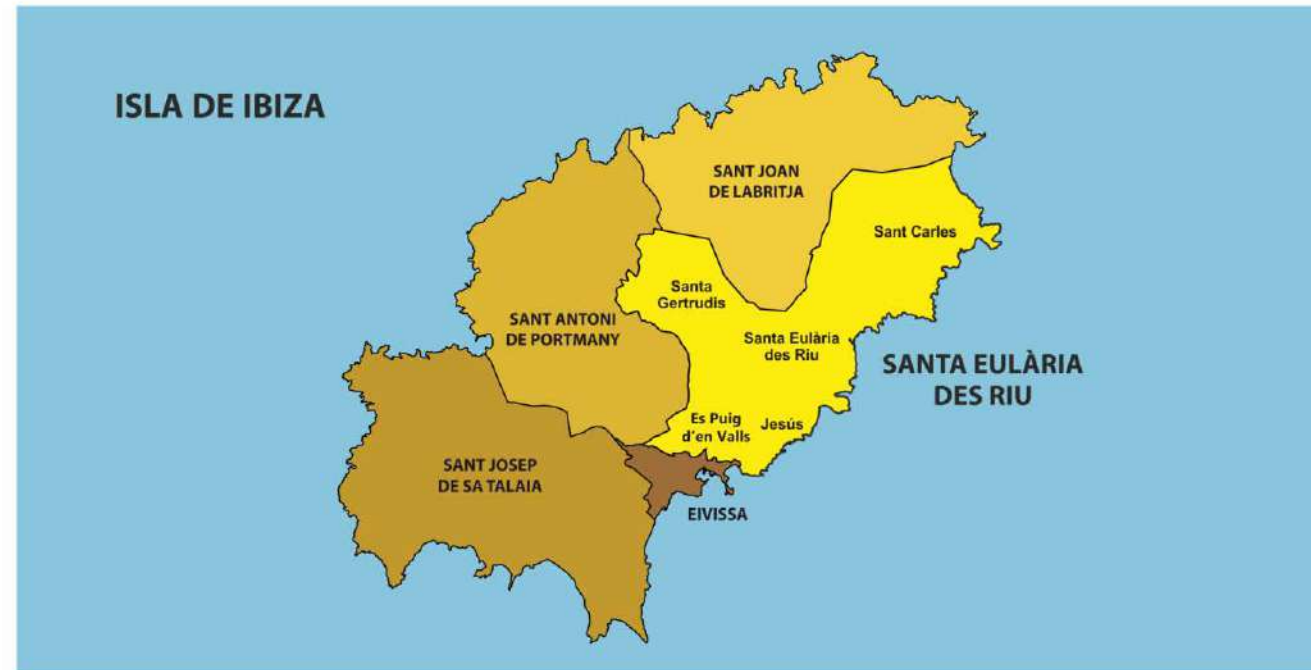 ISLA DE IBIZA
SANT JOAN
DE LABRITJA
Sant Carles
Santa
Gertrudis
SANT ANTONI
DE PORTMANY
Santa Eulària
des Riu
SANTA EULÀRIA
DES RIU
Es Puig
d'en Valls
Jesús
SANT JOSEP
DE SA TALAIA
EIVISSA